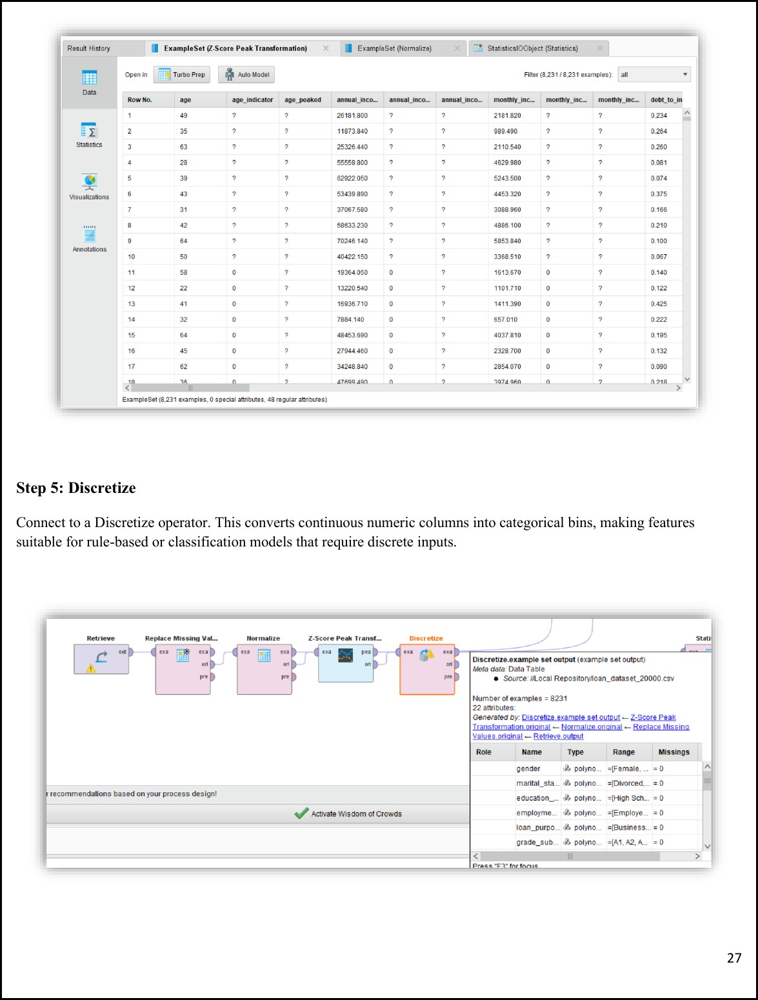 Result History
ExampleSet (Z-Score Peak Transformation)
ExampleSet (Normalize)
StatisticsIOObject (Statistics)
Data
Statistics
Visualizations
Annotations
Open in Turbo Prep Auto Model Filter (8,231 / 8,231 examples): all
Row No. age age_indicator age_peaked annual_inco... annual_inco... annual_inco... monthly_inc... monthly_inc... monthly_inc... debt_to_in
1 49 ? ? 26181.800 ? ? 2181.820 ? ? 0.234
2 35 ? ? 11873.840 ? ? 989.490 ? ? 0.264
3 63 ? ? 25326.440 ? ? 2110.540 ? ? 0.260
4 28 ? ? 55559.800 ? ? 4629.980 ? ? 0.081
5 39 ? ? 62922.050 ? ? 5243.500 ? ? 0.074
6 43 ? ? 53439.890 ? ? 4453.320 ? ? 0.375
7 31 ? ? 37067.580 ? ? 3088.960 ? ? 0.166
8 42 ? ? 58633.230 ? ? 4886.100 ? ? 0.210
9 64 ? ? 70246.140 ? ? 5853.840 ? ? 0.100
10 50 ? ? 40422.150 ? ? 3368.510 ? ? 0.067
11 58 0 ? 19364.050 0 ? 1613.670 0 ? 0.140
12 22 0 ? 13220.540 0 ? 1101.710 0 ? 0.122
13 41 0 ? 16936.710 0 ? 1411.390 0 ? 0.425
14 32 0 ? 7884.140 0 ? 657.010 0 ? 0.222
15 64 0 ? 48453.690 0 ? 4037.810 0 ? 0.195
16 45 0 ? 27944.460 0 ? 2328.700 0 ? 0.132
17 62 0 ? 34248.840 0 ? 2854.070 0 ? 0.090
18 36 0 ? 47699.490 0 ? 3974.960 0 ? 0.218
ExampleSet (8,231 examples, 0 special attributes, 48 regular attributes)
Step 5: Discretize
Connect to a Discretize operator. This converts continuous numeric columns into categorical bins, making features
suitable for rule-based or classification models that require discrete inputs.
Retrieve Replace Missing Val... Normalize Z-Score Peak Transf... Discretize Stati
out exa exa exa exa exa pea exa exa
ori ori ori ori
pre pre pre
Discretize.example set output (example set output)
Meta data: Data Table
● Source: //Local Repository/loan_dataset_20000.csv
Number of examples = 8231
22 attributes:
Generated by: Discretize.example set output ← Z-Score Peak
Transformation.original ← Normalize.original ← Replace Missing
Values.original ← Retrieve.output
Role Name Type Range Missings
gender polyno... =[Female, ... = 0
marital_sta... polyno... =[Divorced,... = 0
education_... polyno... =[High Sch... = 0
employme... polyno... =[Employe... = 0
loan_purpo... polyno... =[Business... = 0
grade_sub... polyno... =[A1, A2, A... = 0
Press "F3" for focus.
r recommendations based on your process design!
Activate Wisdom of Crowds
27